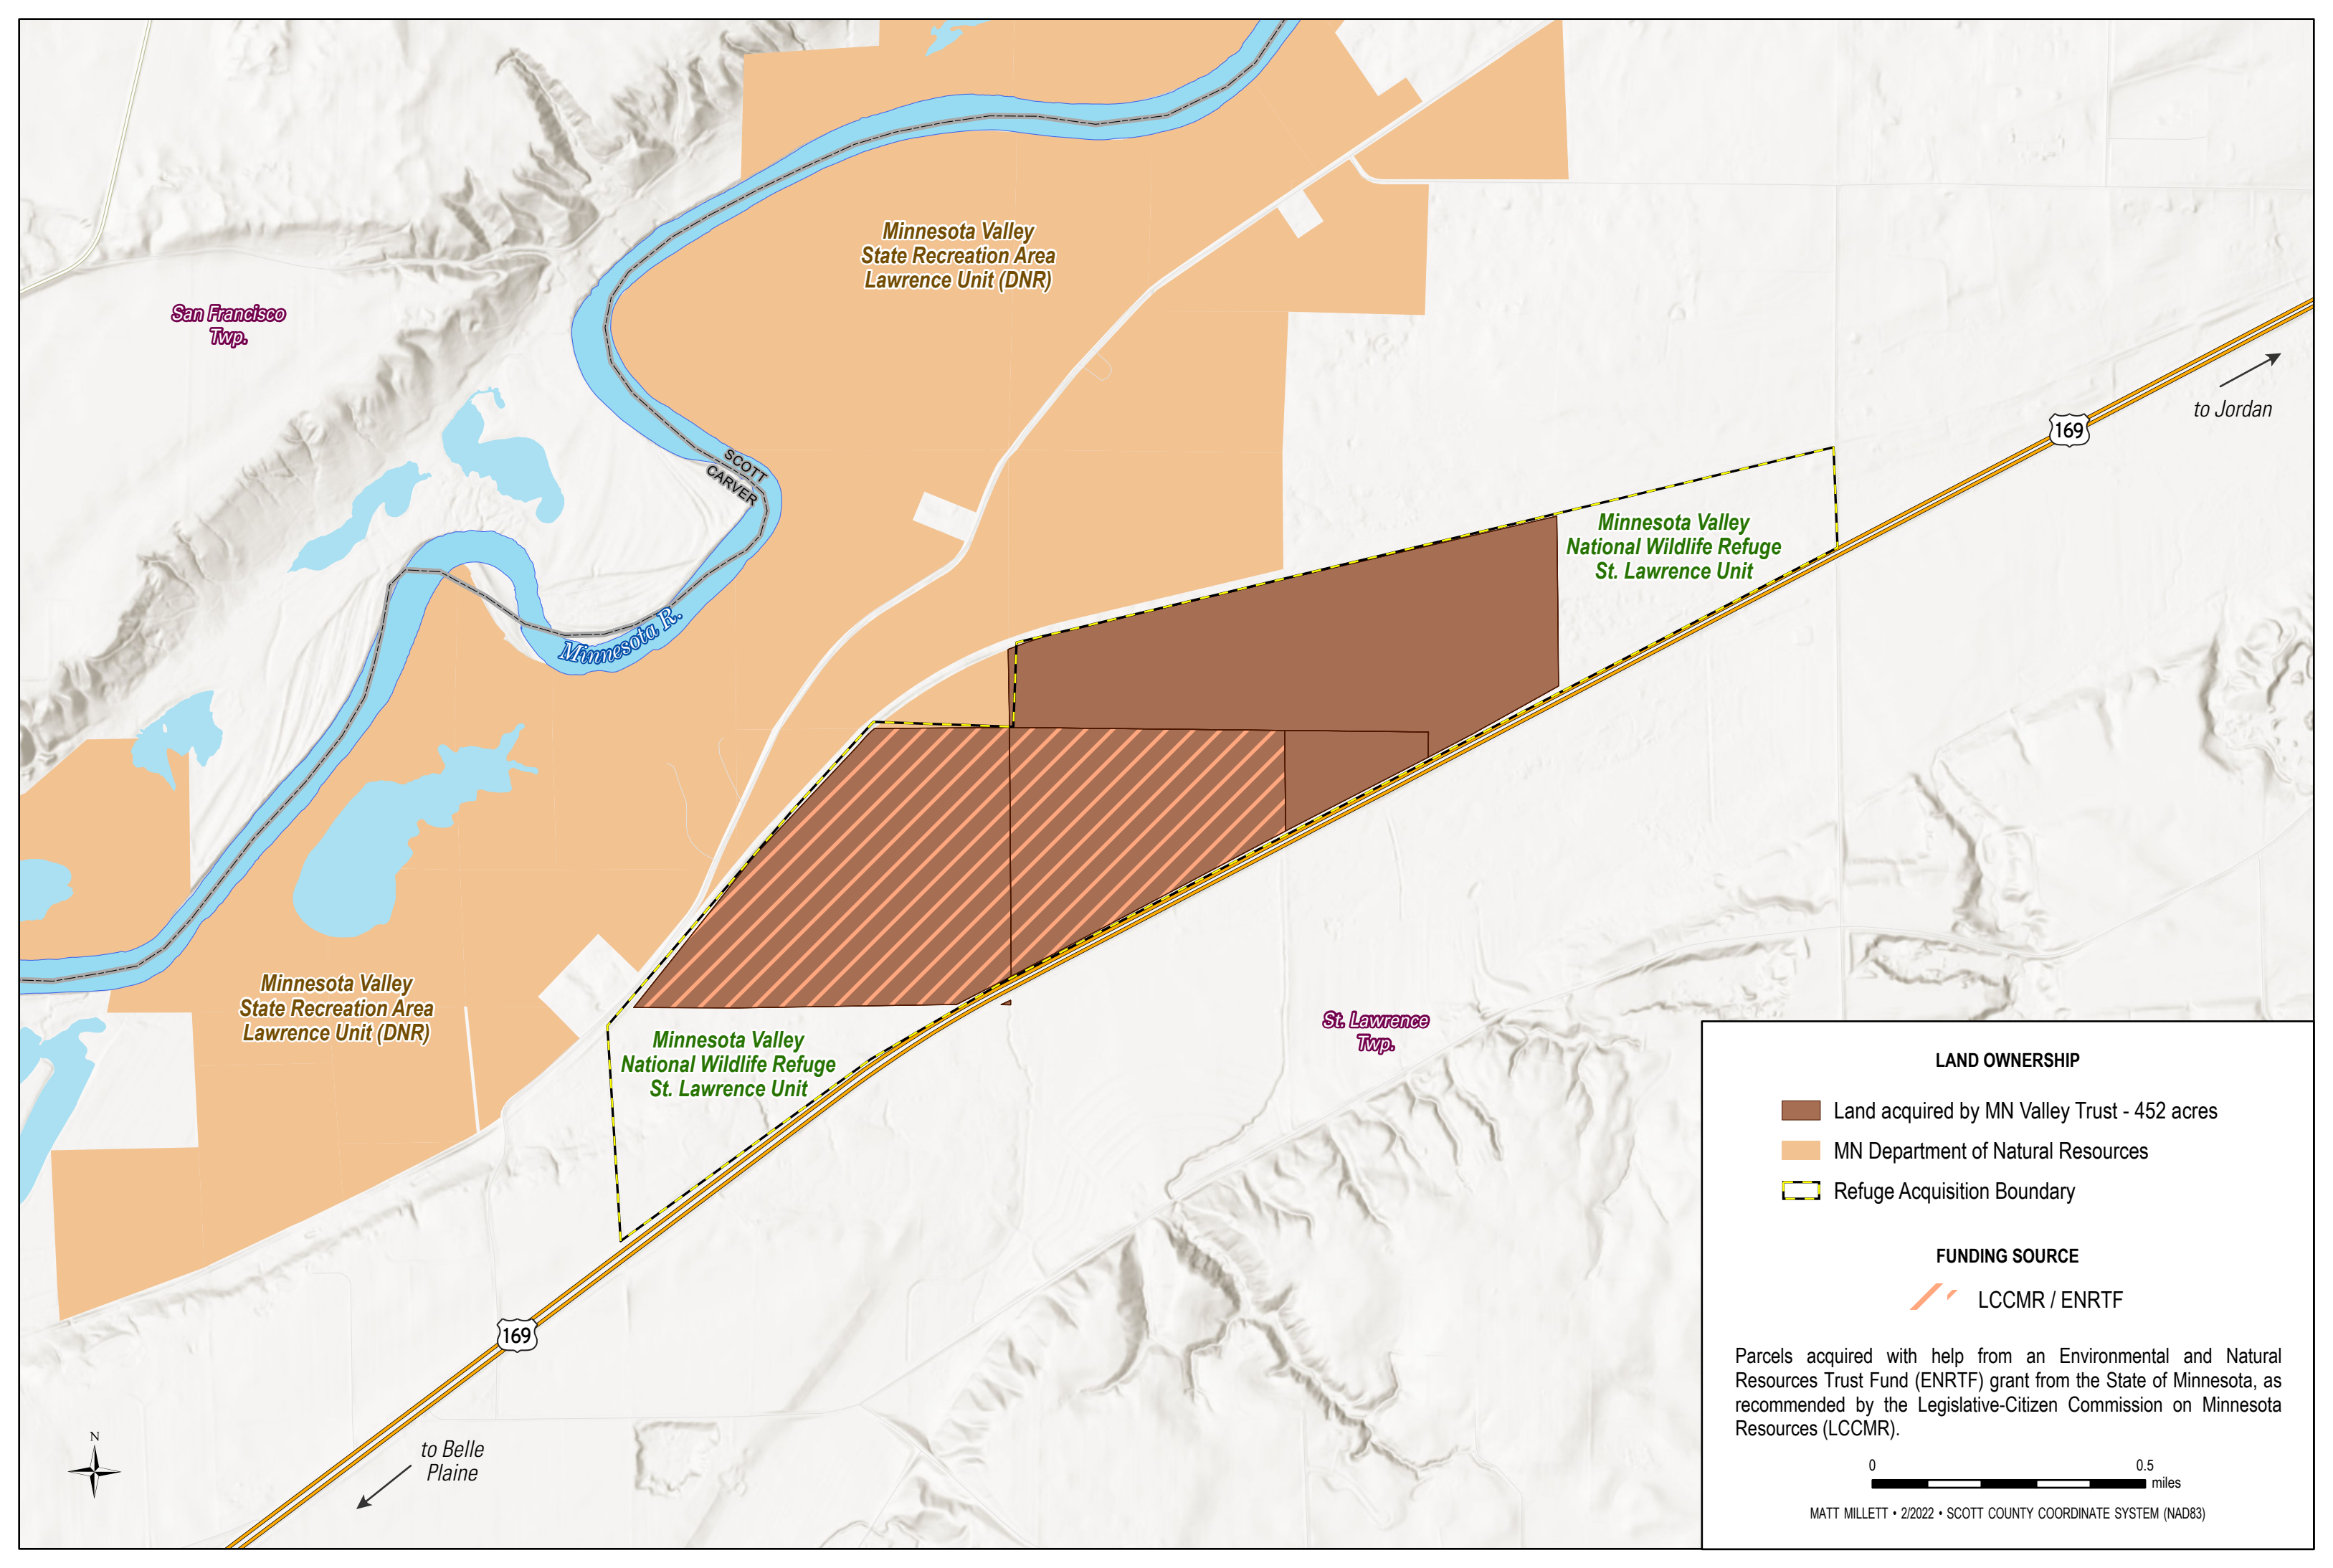 Minnesota Valley
State Recreation Area
Lawrence Unit (DNR)
San Francisco
Twp.
169
to Jordan
SCOTT
CARVER
Minnesota Valley
National Wildlife Refuge
St. Lawrence Unit
Minnesota R.
Minnesota Valley
State Recreation Area
Lawrence Unit (DNR)
Minnesota Valley
National Wildlife Refuge
St. Lawrence Unit
St. Lawrence
Twp.
169
to Belle
Plaine
N
LAND OWNERSHIP
Land acquired by MN Valley Trust - 452 acres
MN Department of Natural Resources
Refuge Acquisition Boundary
FUNDING SOURCE
LCCMR / ENRTF
Parcels acquired with help from an Environmental and Natural
Resources Trust Fund (ENRTF) grant from the State of Minnesota, as
recommended by the Legislative-Citizen Commission on Minnesota
Resources (LCCMR).
0 0.5
miles
MATT MILLETT • 2/2022 • SCOTT COUNTY COORDINATE SYSTEM (NAD83)